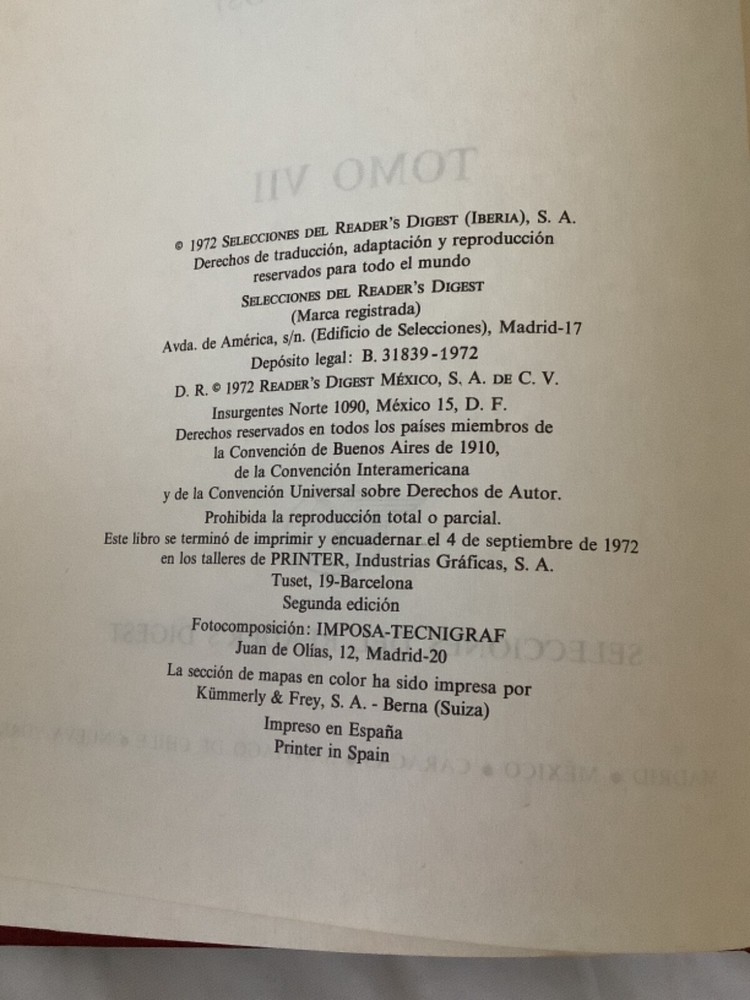 TOMO VII
© 1972 SELECCIONES DEL READER'S DIGEST (IBERIA), S. A.
Derechos de traducción, adaptación y reproducción
reservados para todo el mundo
SELECCIONES DEL READER'S DIGEST
(Marca registrada)
Avda. de América, s/n. (Edificio de Selecciones), Madrid-17
Depósito legal: B. 31839-1972
D. R. © 1972 READER'S DIGEST MÉXICO, S. A. DE C. V.
Insurgentes Norte 1090, México 15, D. F.
Derechos reservados en todos los países miembros de
la Convención de Buenos Aires de 1910,
de la Convención Interamericana
y de la Convención Universal sobre Derechos de Autor.
Prohibida la reproducción total o parcial.
Este libro se terminó de imprimir y encuadernar el 4 de septiembre de 1972
en los talleres de PRINTER, Industrias Gráficas, S. A.
Tuset, 19-Barcelona
Segunda edición
Fotocomposición: IMPOSA-TECNIGRAF
Juan de Olías, 12, Madrid-20
La sección de mapas en color ha sido impresa por
Kümmerly & Frey, S. A. - Berna (Suiza)
Impreso en España
Printer in Spain